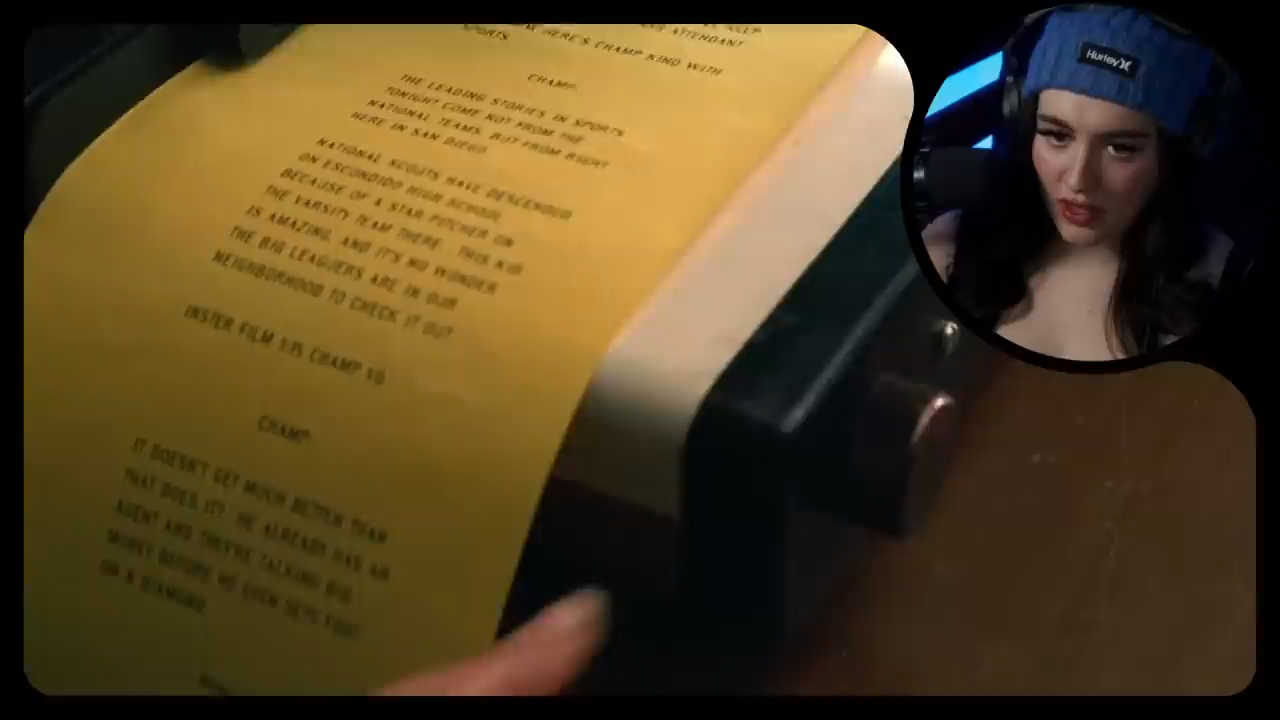 ATTENDANT
HERE'S CHAMP KIND WITH
SPORTS.
CHAMP
THE LEADING STORIES IN SPORTS
TONIGHT COME NOT FROM THE
NATIONAL TEAMS, BUT FROM RIGHT
HERE IN SAN DIEGO.
NATIONAL SCOUTS HAVE DESCENDED
ON ESCONDIDO HIGH SCHOOL
BECAUSE OF A STAR PITCHER ON
THE VARSITY TEAM THERE. THIS KID
IS AMAZING, AND IT'S NO WONDER
THE BIG LEAGUERS ARE IN OUR
NEIGHBORHOOD TO CHECK IT OUT
INSTER FILM 1:15 CHAMP VO
CHAMP
IT DOESN'T GET MUCH BETTER THAN
THAT DOES IT? HE ALREADY HAS AN
AGENT AND THEY'RE TALKING BIG
MONEY BEFORE HE EVEN SETS FOOT
ON A DIAMOND.
Hurley